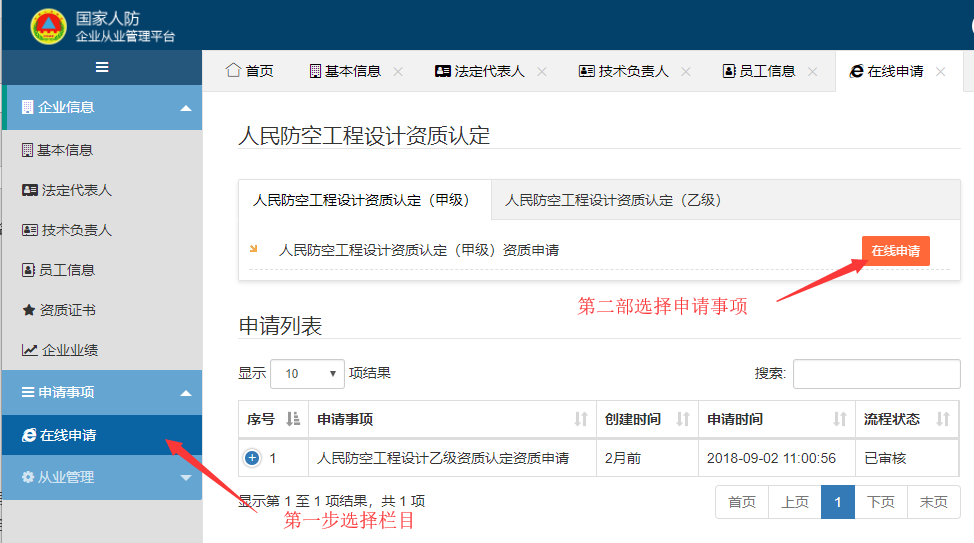 国家人防
企业从业管理平台
首页
基本信息
法定代表人
技术负责人
员工信息
在线申请
企业信息
基本信息
法定代表人
技术负责人
员工信息
资质证书
企业业绩
申请事项
在线申请
从业管理
人民防空工程设计资质认定
人民防空工程设计资质认定（甲级）
人民防空工程设计资质认定（乙级）
人民防空工程设计资质认定（甲级）资质申请
在线申请
第二部选择申请事项
申请列表
显示 10 项结果
搜索:
序号 申请事项 创建时间 申请时间 流程状态
1 人民防空工程设计乙级资质认定资质申请 2月前 2018-09-02 11:00:56 已审核
显示第 1 至 1 项结果，共 1 项
首页 上页 1 下页 末页
第一步选择栏目